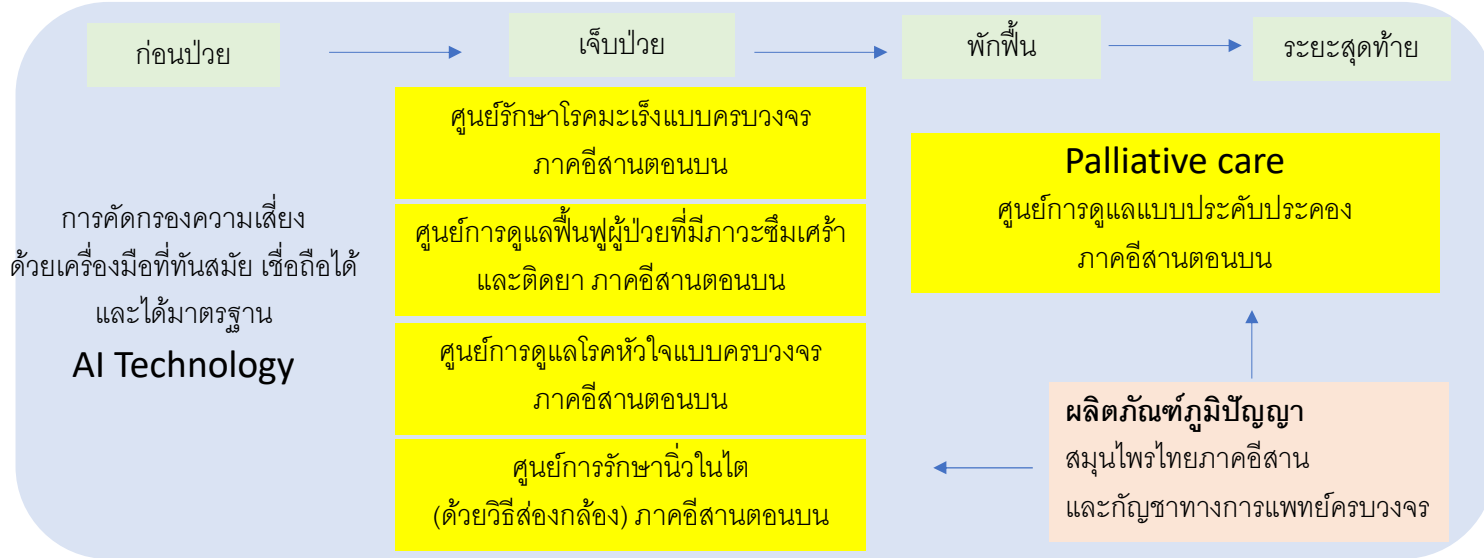 ก่อนป่วย
เจ็บป่วย
พักฟื้น
ระยะสุดท้าย
การคัดกรองความเสี่ยง
ด้วยเครื่องมือที่ทันสมัย เชื่อถือได้
และได้มาตรฐาน
AI Technology
ศูนย์รักษาโรคมะเร็งแบบครบวงจร
ภาคอีสานตอนบน
ศูนย์การดูแลฟื้นฟูผู้ป่วยที่มีภาวะซึมเศร้า
และติดยา ภาคอีสานตอนบน
ศูนย์การดูแลโรคหัวใจแบบครบวงจร
ภาคอีสานตอนบน
ศูนย์การรักษานิ่วในไต
(ด้วยวิธีส่องกล้อง) ภาคอีสานตอนบน
Palliative care
ศูนย์การดูแลแบบประคับประคอง
ภาคอีสานตอนบน
ผลิตภัณฑ์ภูมิปัญญา
สมุนไพรไทยภาคอีสาน
และกัญชาทางการแพทย์ครบวงจร